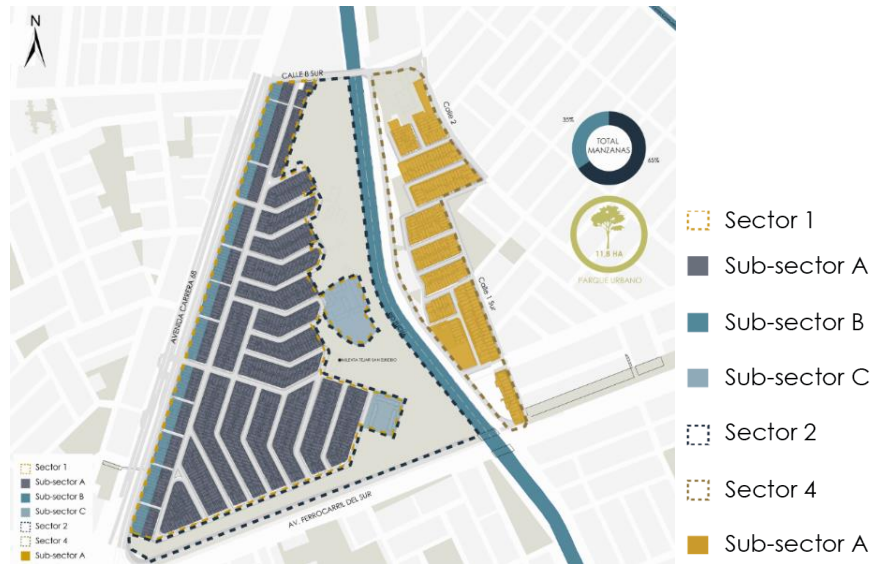 N
CALLE 8 SUR
Calle 2
35%
TOTAL
MANZANAS
65%
11,8 HA
PARQUE URBANO
AVENIDA CARRERA 68
Calle 1 Sur
AV. FERROCARRIL DEL SUR
Sector 1
Sub-sector A
Sub-sector B
Sub-sector C
Sector 2
Sector 4
Sub-sector A
Sector 1
Sub-sector A
Sub-sector B
Sub-sector C
Sector 2
Sector 4
Sub-sector A